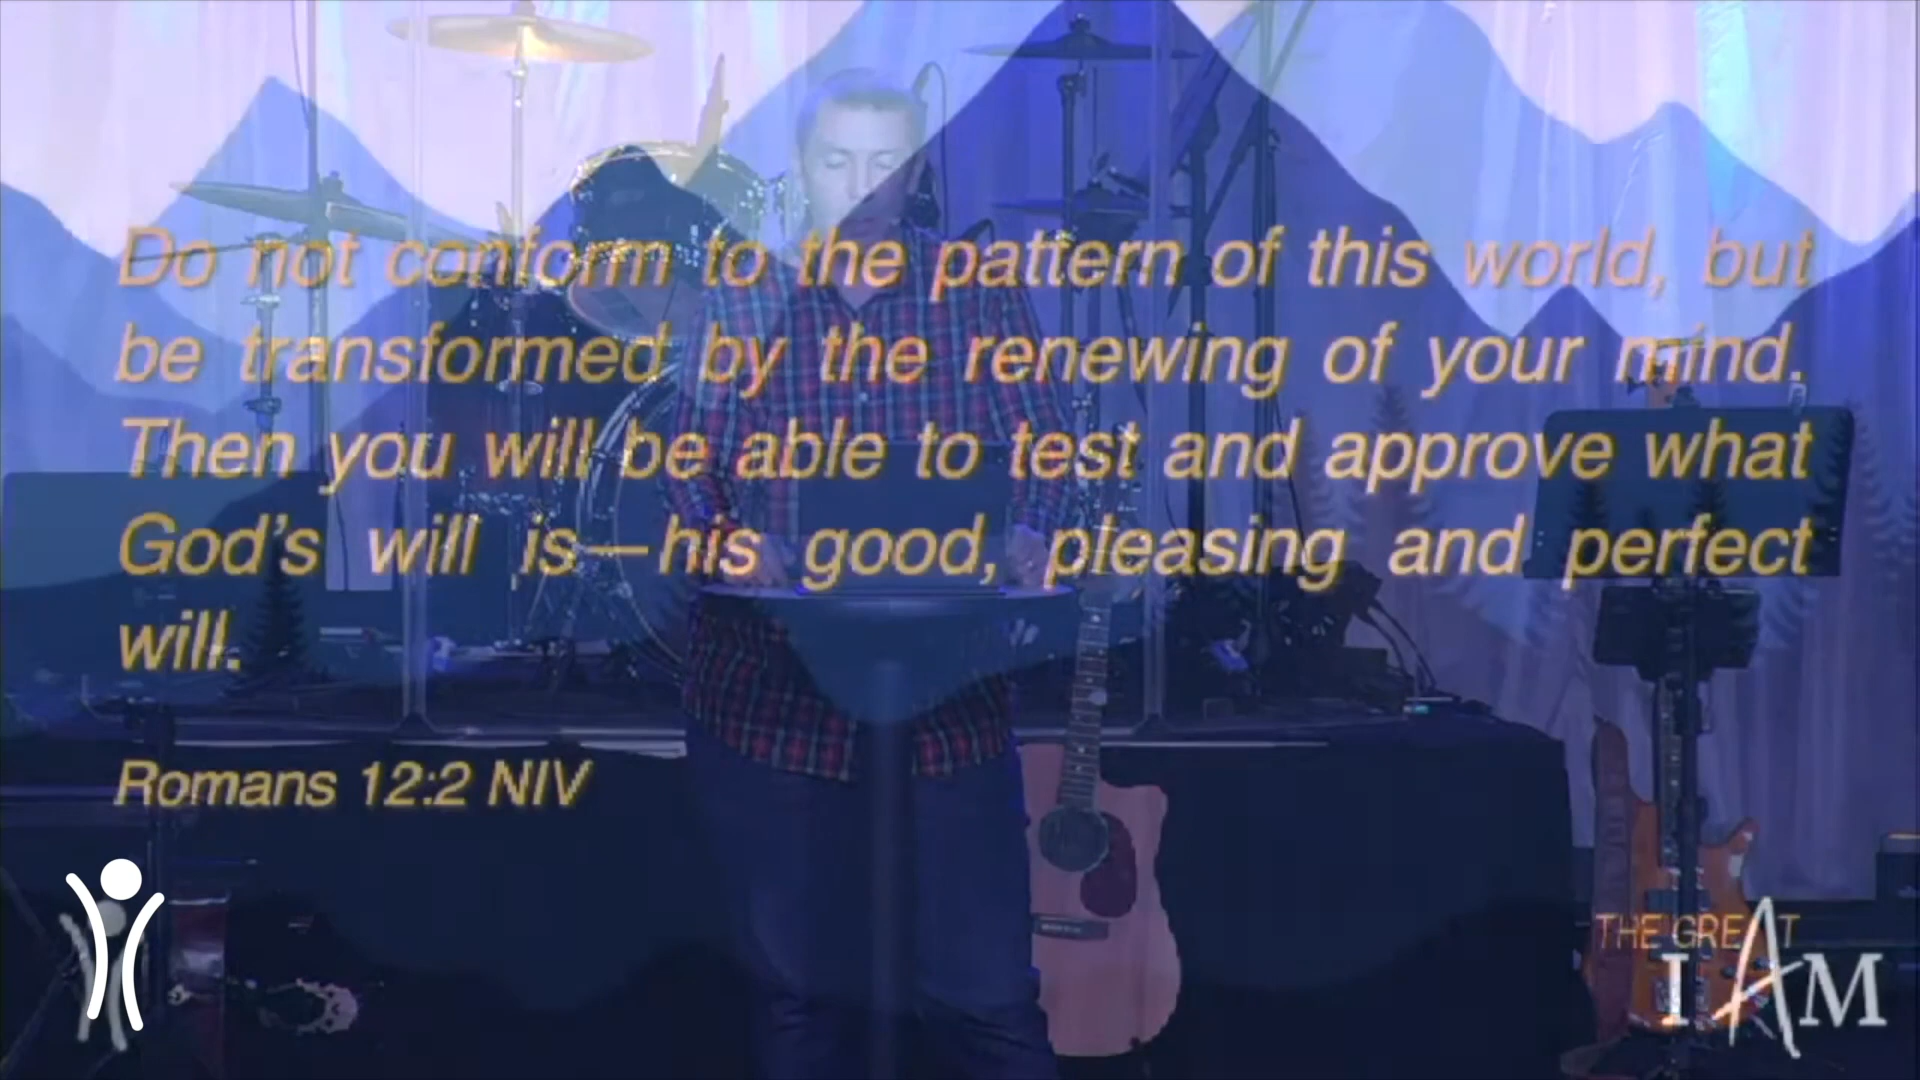 Do not conform to the pattern of this world, but
be transformed by the renewing of your mind.
Then you will be able to test and approve what
God's will is—his good, pleasing and perfect
will.
Romans 12:2 NIV
THE GREAT
I AM